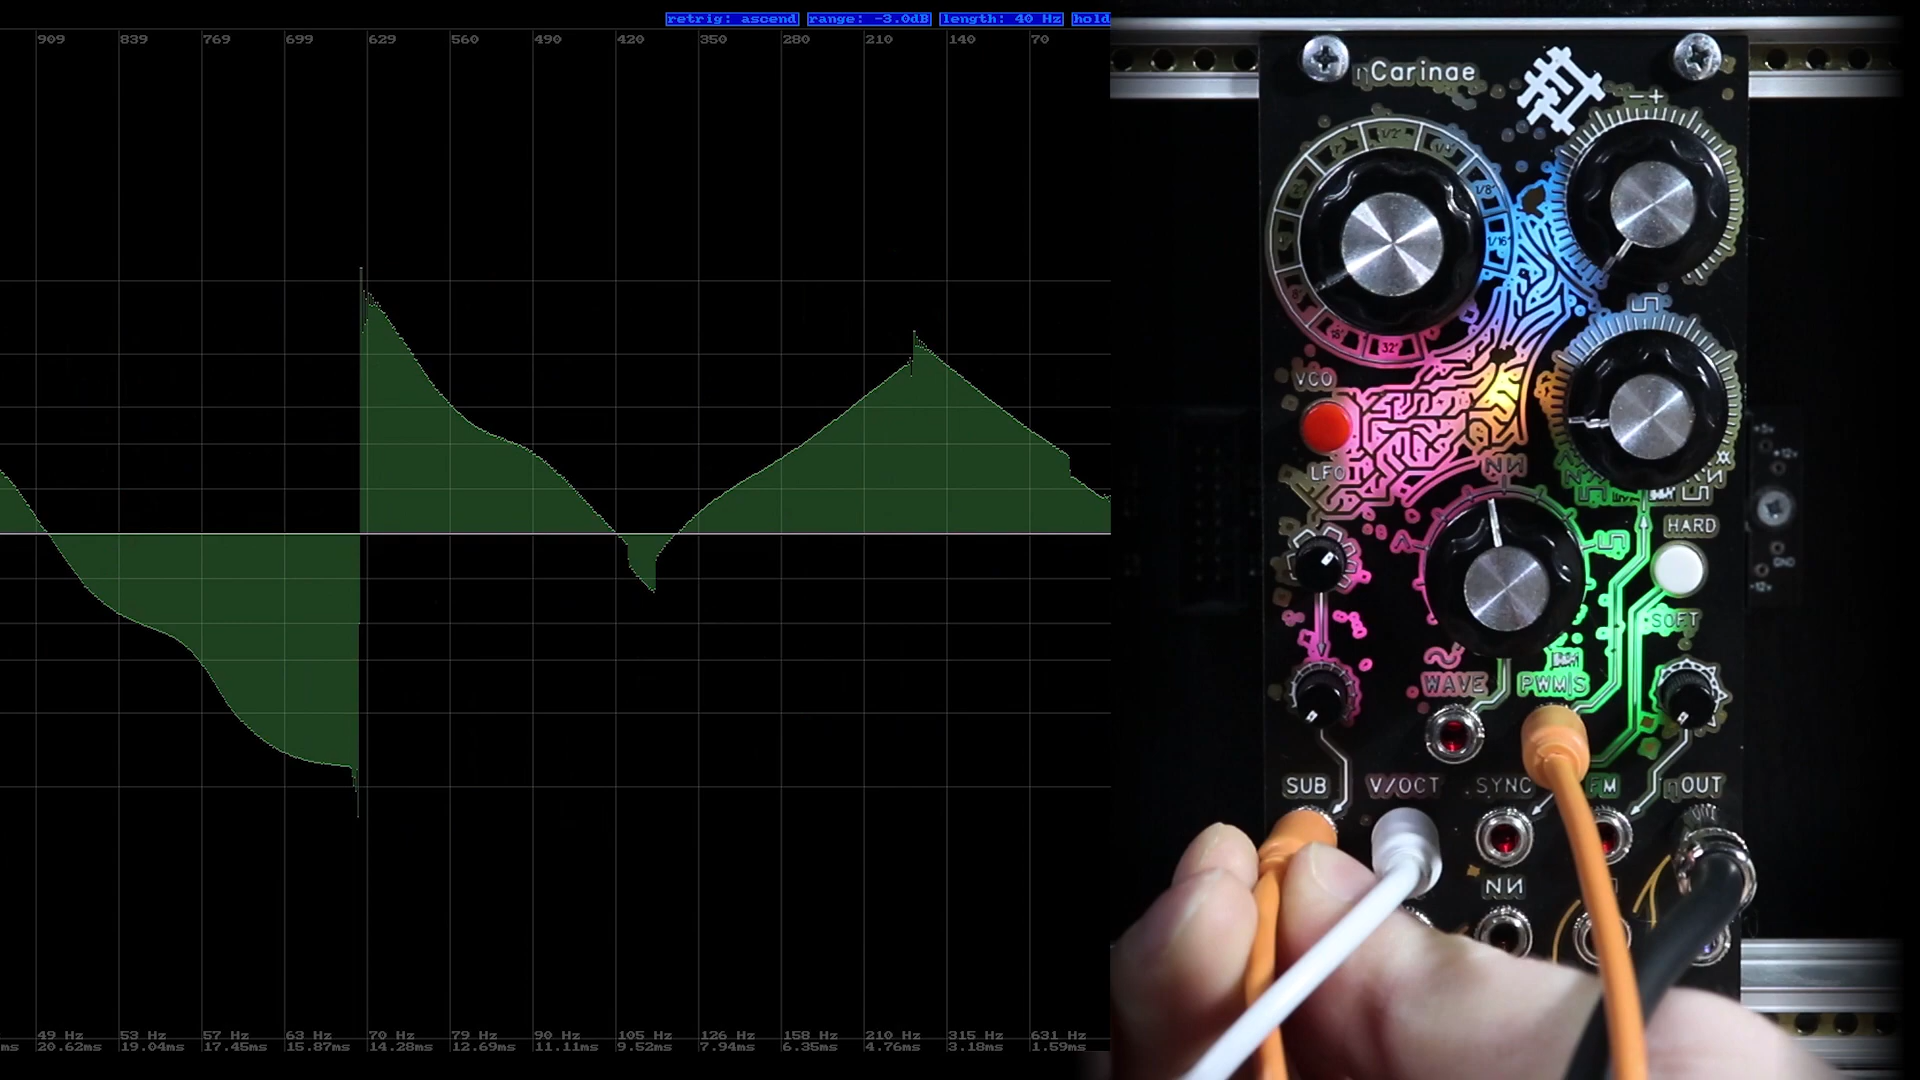 retrig: ascend range: -3.0dB length: 40 Hz hold
909 839 769 699 629 560 490 420 350 280 210 140 70
ηCarinae
- +
1/2'
1/8'
1/16'
32'
VCO
LFO
HARD
SOFT
WAVE PWM|S
SUB V/OCT SYNC FM ηOUT
+5v
+12v
GND
-12v
49 Hz 53 Hz 57 Hz 63 Hz 70 Hz 79 Hz 90 Hz 105 Hz 126 Hz 158 Hz 210 Hz 315 Hz 631 Hz
ms 20.62ms 19.04ms 17.45ms 15.87ms 14.28ms 12.69ms 11.11ms 9.52ms 7.94ms 6.35ms 4.76ms 3.18ms 1.59ms